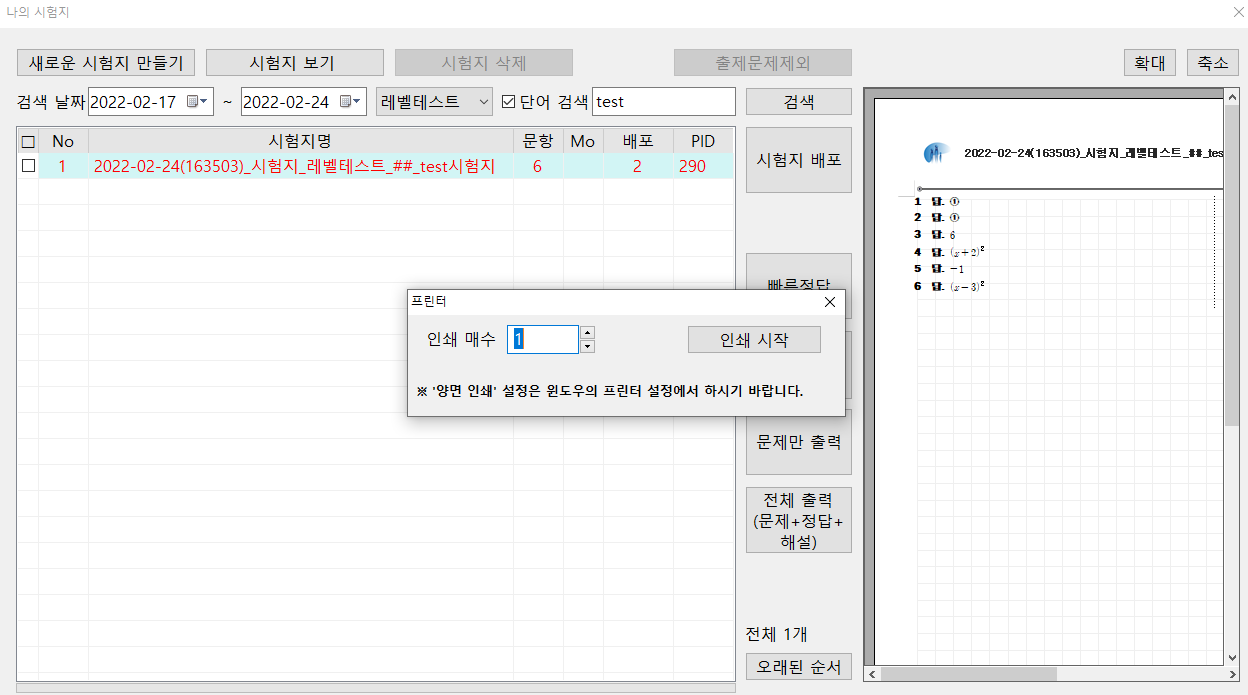 나의 시험지
새로운 시험지 만들기 시험지 보기 시험지 삭제 출제문제제외 확대 축소
검색 날짜 2022-02-17 ~ 2022-02-24 레벨테스트 단어 검색 test 검색
No 시험지명 문항 Mo 배포 PID
1 2022-02-24(163503)_시험지_레벨테스트_##_test시험지 6 2 290
시험지 배포
빠른정답
프린터
인쇄 매수 1 인쇄 시작
※ '양면 인쇄' 설정은 윈도우의 프린터 설정에서 하시기 바랍니다.
문제만 출력
전체 출력
(문제+정답+
해설)
전체 1개
오래된 순서
2022-02-24(163503)_시험지_레벨테스트_##_tes
1 답. ①
2 답. ①
3 답. 6
4 답. (x+2)²
5 답. −1
6 답. (x−3)²